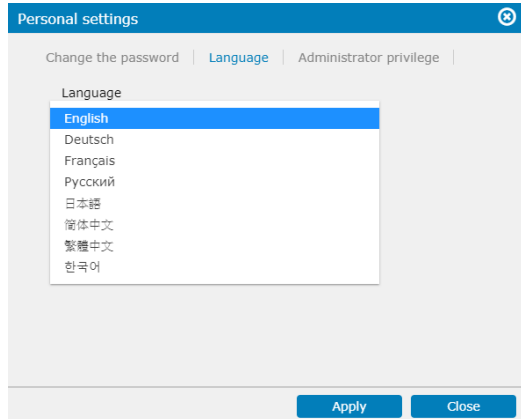 Personal settings
Change the password Language Administrator privilege
Language
English
Deutsch
Français
Русский
日本語
简体中文
繁體中文
한국어
Apply Close